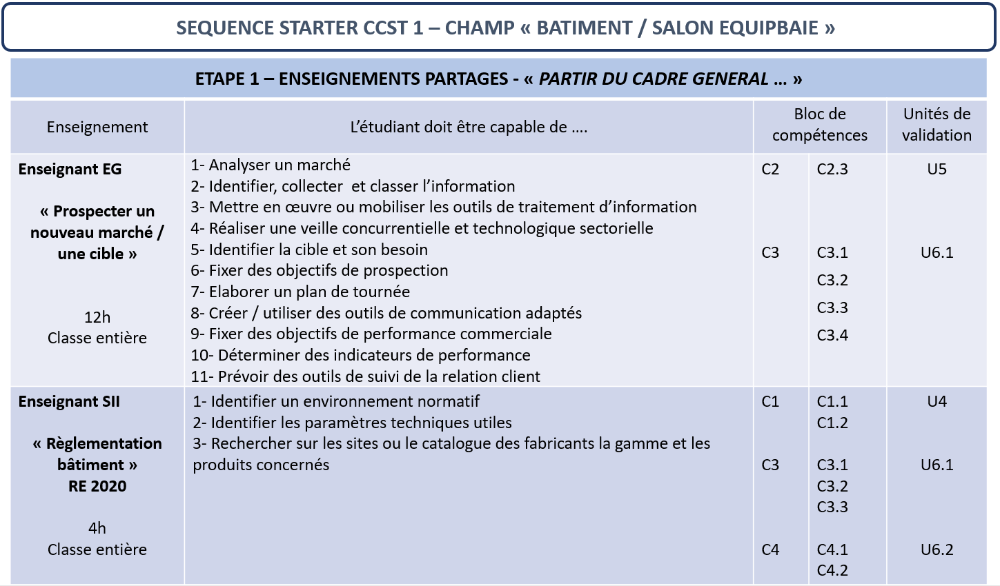 SEQUENCE STARTER CCST 1 – CHAMP « BATIMENT / SALON EQUIPBAIE »
ETAPE 1 – ENSEIGNEMENTS PARTAGES - « PARTIR DU CADRE GENERAL ... »
Enseignement
L’étudiant doit être capable de ....
Bloc de
compétences
Unités de
validation
Enseignant EG
« Prospecter un
nouveau marché /
une cible »
12h
Classe entière
1- Analyser un marché
2- Identifier, collecter  et classer l’information
3- Mettre en œuvre ou mobiliser les outils de traitement d’information
4- Réaliser une veille concurrentielle et technologique sectorielle
5- Identifier la cible et son besoin
6- Fixer des objectifs de prospection
7- Elaborer un plan de tournée
8- Créer / utiliser des outils de communication adaptés
9- Fixer des objectifs de performance commerciale
10- Déterminer des indicateurs de performance
11- Prévoir des outils de suivi de la relation client
C2
C2.3
U5
C3
C3.1
U6.1
C3.2
C3.3
C3.4
Enseignant SII
« Règlementation
bâtiment »
RE 2020
4h
Classe entière
1- Identifier un environnement normatif
2- Identifier les paramètres techniques utiles
3- Rechercher sur les sites ou le catalogue des fabricants la gamme et les
produits concernés
C1
C1.1
U4
C1.2
C3
C3.1
U6.1
C3.2
C3.3
C4
C4.1
U6.2
C4.2